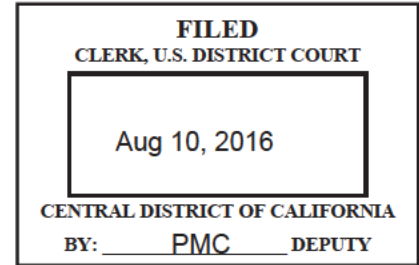 FILED
CLERK, U.S. DISTRICT COURT
Aug 10, 2016
CENTRAL DISTRICT OF CALIFORNIA
BY: PMC DEPUTY